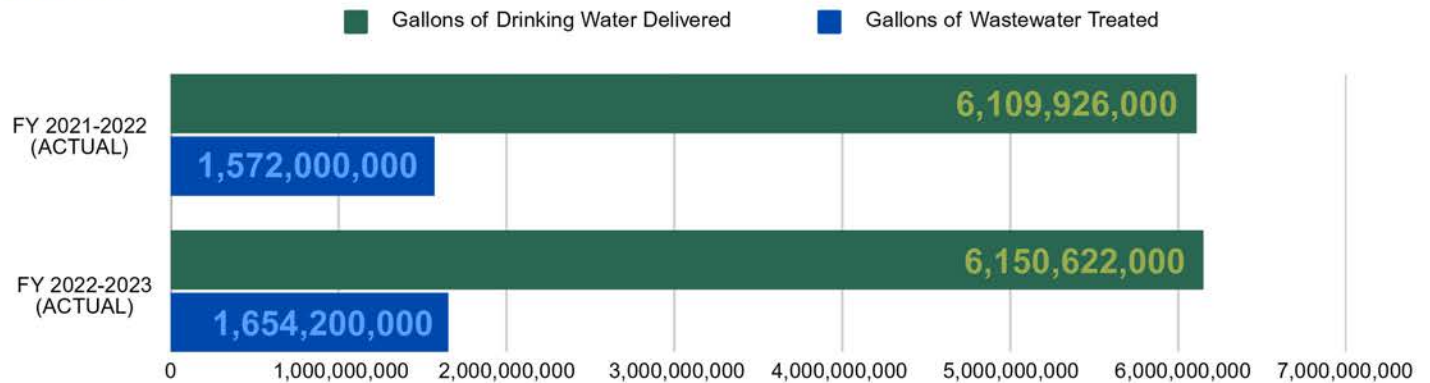 Gallons of Drinking Water Delivered
Gallons of Wastewater Treated
FY 2021-2022
(ACTUAL)
6,109,926,000
1,572,000,000
FY 2022-2023
(ACTUAL)
6,150,622,000
1,654,200,000
0 1,000,000,000 2,000,000,000 3,000,000,000 4,000,000,000 5,000,000,000 6,000,000,000 7,000,000,000